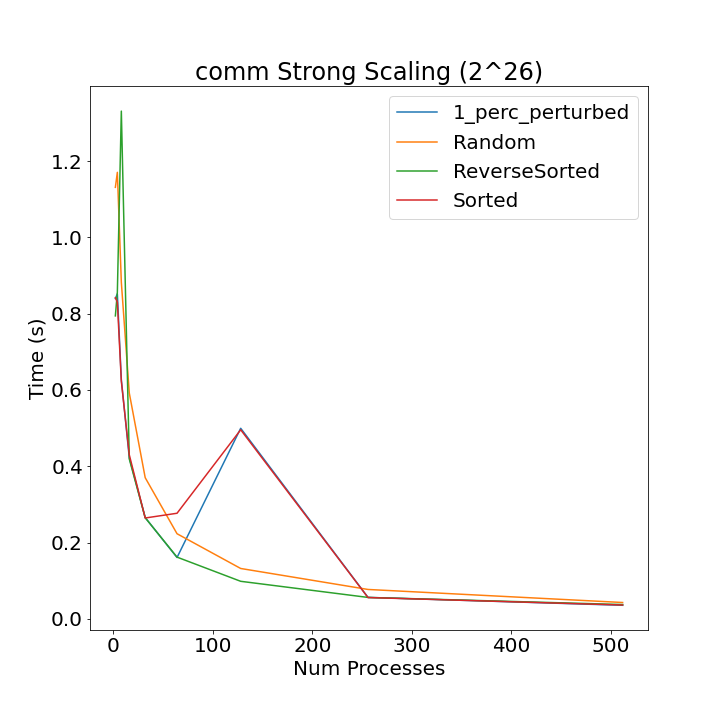 comm Strong Scaling (2^26)
1_perc_perturbed
Random
ReverseSorted
Sorted
Time (s)
1.2
1.0
0.8
0.6
0.4
0.2
0.0
0 100 200 300 400 500
Num Processes